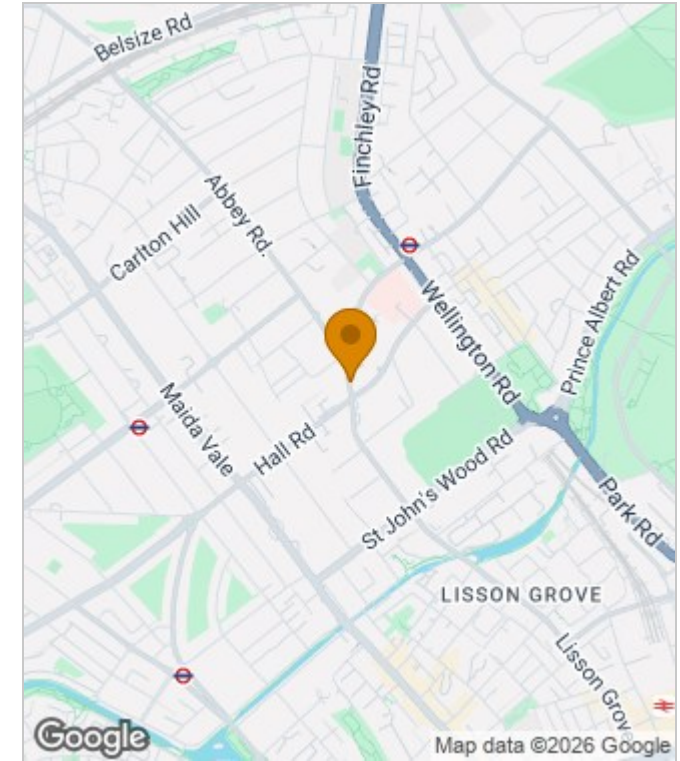 Belsize Rd
Finchley Rd
Abbey Rd.
Carlton Hill
Prince Albert Rd
Wellington Rd
Maida Vale
Hall Rd
St John's Wood Rd
Park Rd
LISSON GROVE
Lisson Grove
Google
Map data ©2026 Google